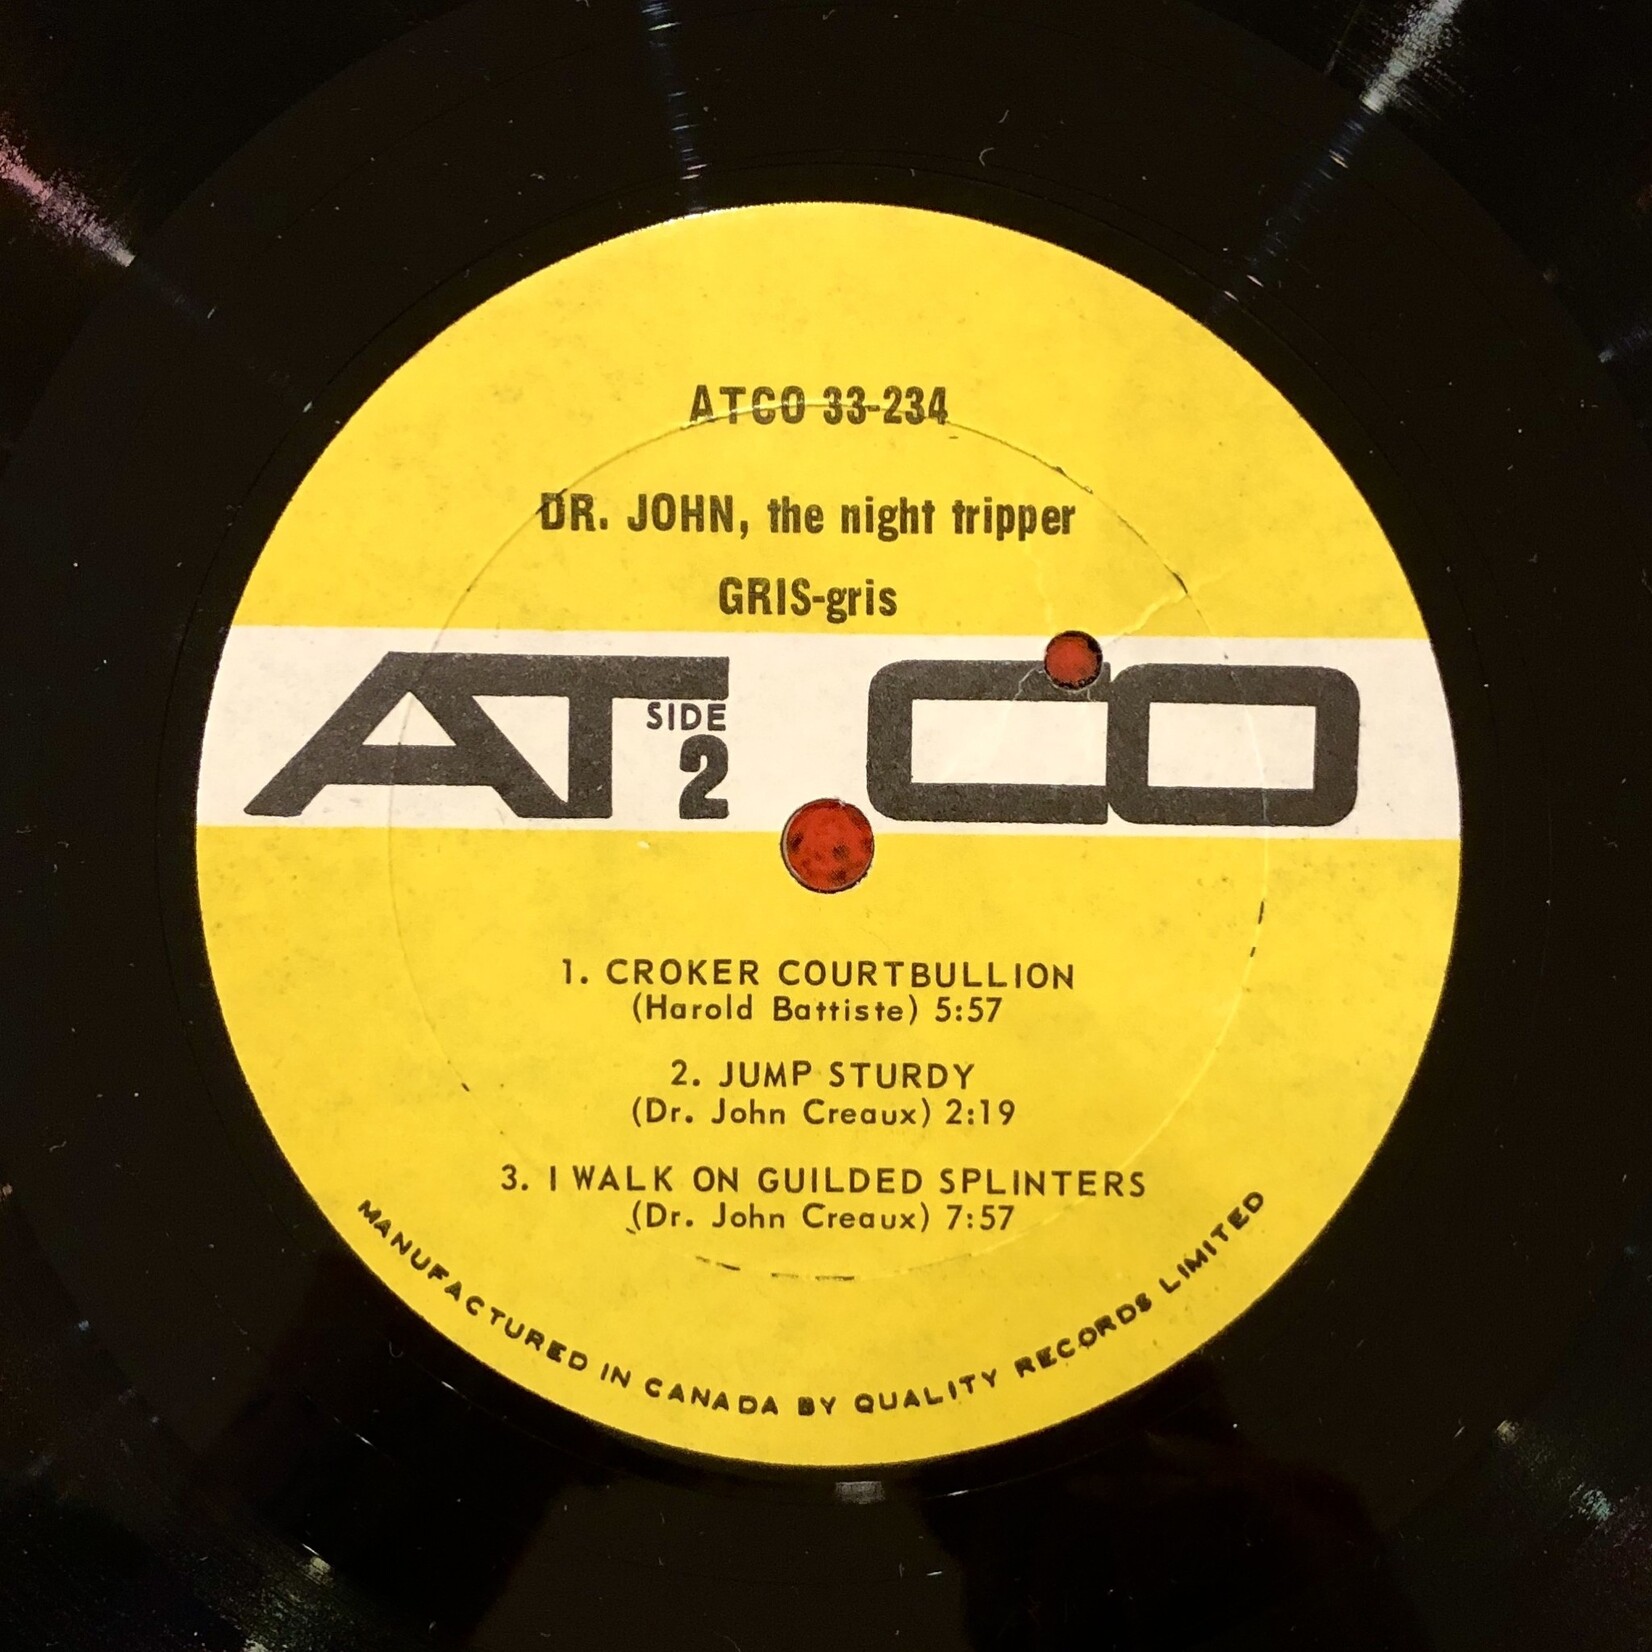 ATCO 33-234
DR. JOHN, the night tripper
GRIS-gris
ATCO
SIDE
2
1. CROKER COURTBULLION
(Harold Battiste) 5:57
2. JUMP STURDY
(Dr. John Creaux) 2:19
3. I WALK ON GUILDED SPLINTERS
(Dr. John Creaux) 7:57
MANUFACTURED IN CANADA BY QUALITY RECORDS LIMITED